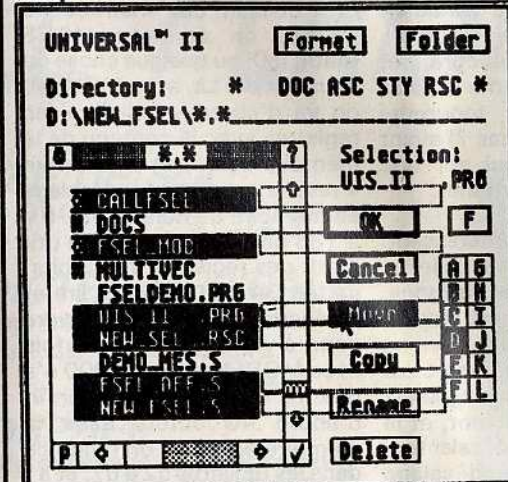 UNIVERSAL™ II Format Folder
Directory: * DOC ASC STY RSC *
D:\NEW_FSEL\*.*
*.* ?
Selection:
UIS_II .PRG
CALLFSEL
DOCS
FSEL_MOD
MULTIVEC
FSELDEMO.PRG
UIS_II .PRG
NEW_SEL .RSC
DEMO_MES.S
FSEL_DEF.S
NEW_FSEL.S
P
OK F
Cancel
Move
Copy
Rename
Delete
A G
B H
C I
D J
E K
F L